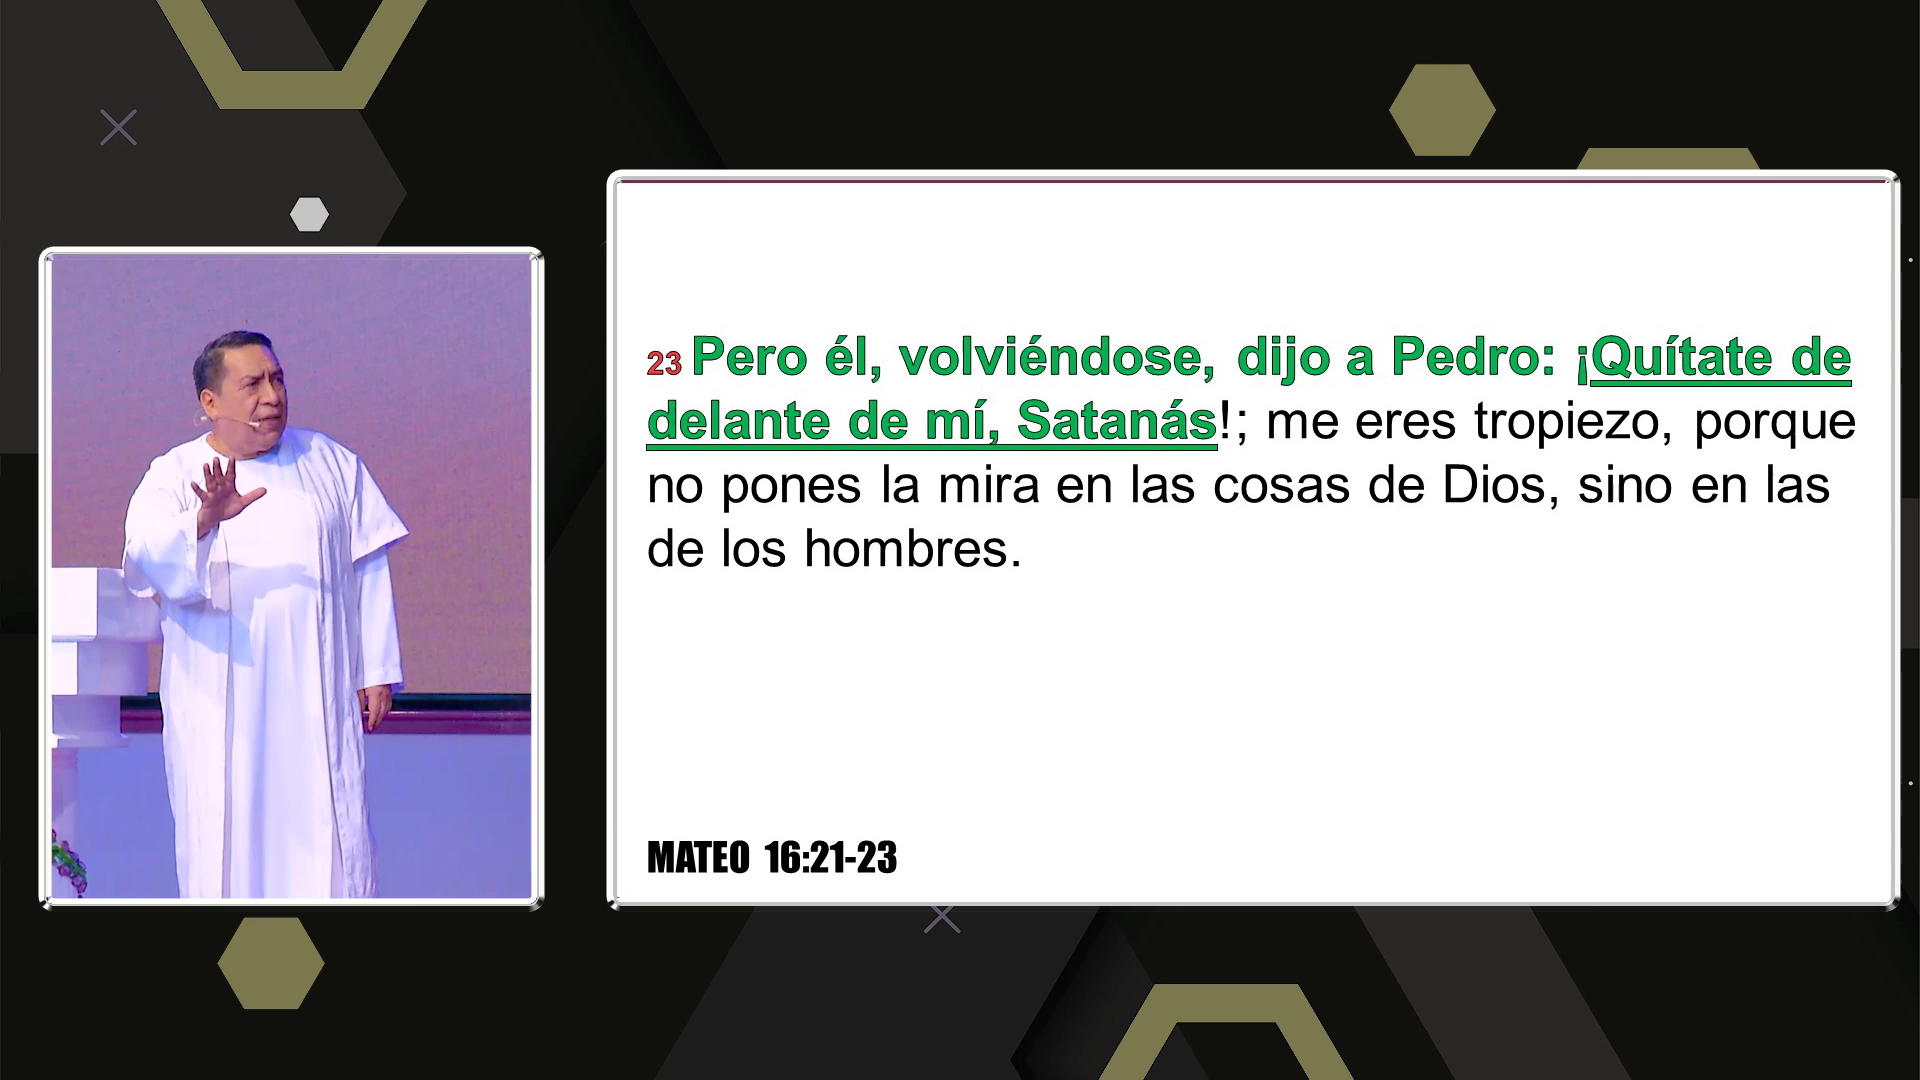 23 Pero él, volviéndose, dijo a Pedro: ¡Quítate de
delante de mí, Satanás!; me eres tropiezo, porque
no pones la mira en las cosas de Dios, sino en las
de los hombres.
MATEO 16:21-23